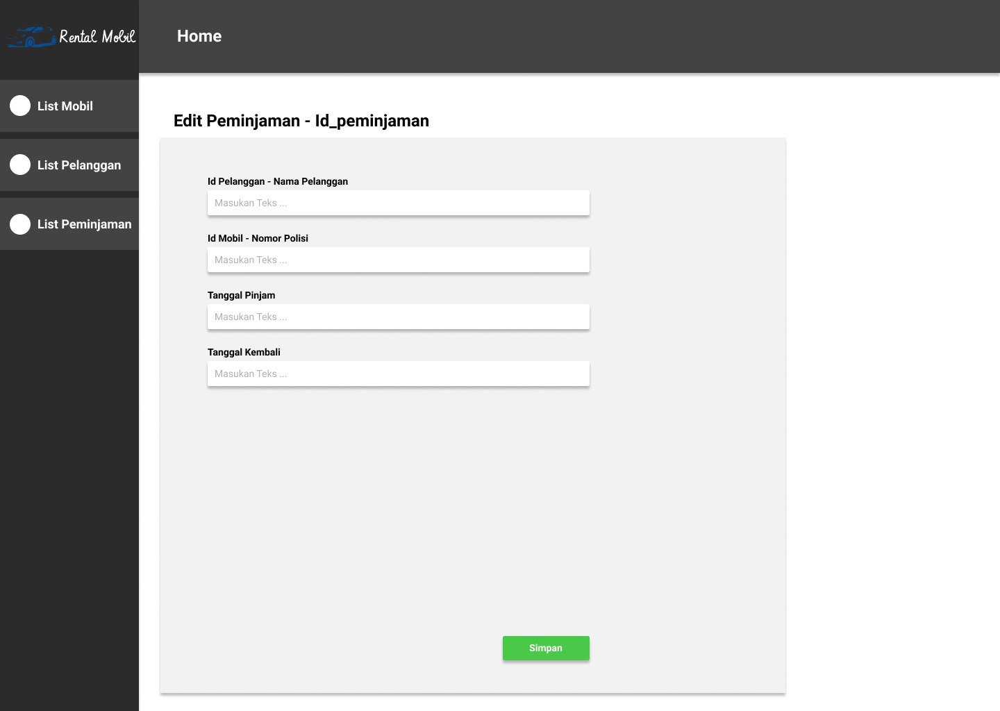 Rental Mobil
Home
List Mobil
List Pelanggan
List Peminjaman
Edit Peminjaman - Id_peminjaman
Id Pelanggan - Nama Pelanggan
Masukan Teks ...
Id Mobil - Nomor Polisi
Masukan Teks ...
Tanggal Pinjam
Masukan Teks ...
Tanggal Kembali
Masukan Teks ...
Simpan